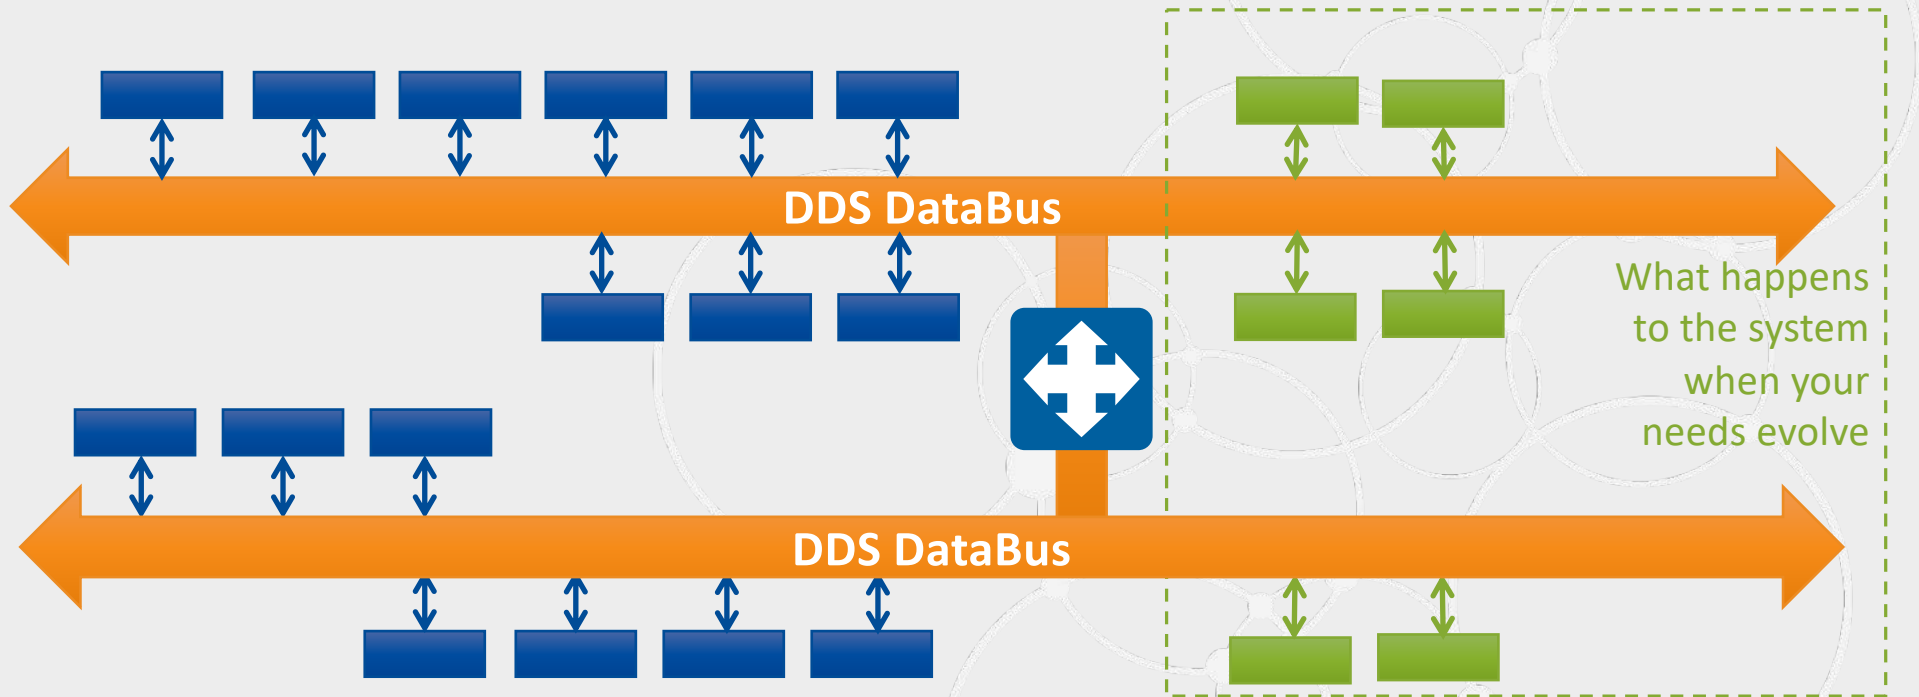 DDS DataBus
What happens
to the system
when your
needs evolve
DDS DataBus